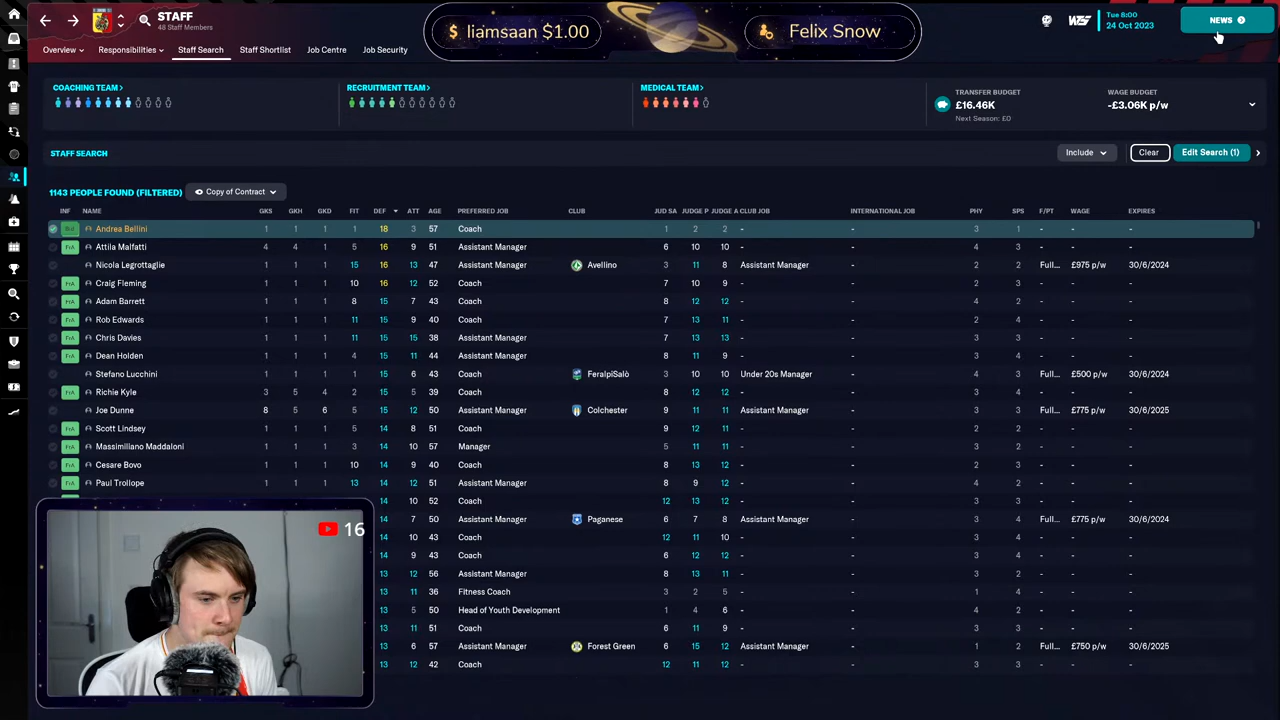 STAFF
48 Staff Members
$ liamsaan $1.00
Felix Snow
Tue 8:00
24 Oct 2023
NEWS
Overview
Responsibilities
Staff Search
Staff Shortlist
Job Centre
Job Security
COACHING TEAM
RECRUITMENT TEAM
MEDICAL TEAM
TRANSFER BUDGET
£16.46K
Next Season: £0
WAGE BUDGET
-£3.06K p/w
STAFF SEARCH
Include
Clear
Edit Search (1)
1143 PEOPLE FOUND (FILTERED)
Copy of Contract
INF NAME GKS GKH GKD FIT DEF ATT AGE PREFERRED JOB CLUB JUD SA JUDGE P JUDGE A CLUB JOB INTERNATIONAL JOB PHY SPS F/PT WAGE EXPIRES
Andrea Bellini 1 1 1 1 18 3 57 Coach 1 2 2 - - 3 1 - - -
FrA Attila Malfatti 4 4 1 5 16 9 51 Assistant Manager 6 10 10 - - 4 3 - - -
Nicola Legrottaglie 1 1 1 15 16 13 47 Assistant Manager Avellino 3 11 8 Assistant Manager - 2 2 Full... £975 p/w 30/6/2024
FrA Craig Fleming 1 1 1 10 16 12 52 Coach 7 10 9 - - 2 3 - - -
FrA Adam Barrett 1 1 1 8 15 7 43 Coach 8 12 12 - - 4 2 - - -
FrA Rob Edwards 1 1 1 11 15 9 40 Coach 7 13 11 - - 2 4 - - -
FrA Chris Davies 1 1 1 11 15 15 38 Assistant Manager 7 13 13 - - 3 3 - - -
FrA Dean Holden 1 1 1 4 15 11 44 Assistant Manager 8 11 9 - - 3 4 - - -
Stefano Lucchini 1 1 1 1 15 6 43 Coach FeralpiSalò 3 10 10 Under 20s Manager - 4 3 Full... £500 p/w 30/6/2024
FrA Richie Kyle 3 5 4 2 15 5 39 Coach 8 12 12 - - 3 4 - - -
Joe Dunne 8 5 6 5 15 12 50 Assistant Manager Colchester 9 11 11 Assistant Manager - 3 3 Full... £775 p/w 30/6/2025
FrA Scott Lindsey 1 1 1 5 14 8 51 Coach 9 12 11 - - 2 2 - - -
FrA Massimiliano Maddaloni 1 1 1 3 14 10 57 Manager 5 11 11 - - 3 4 - - -
FrA Cesare Bovo 1 1 1 10 14 9 40 Coach 8 13 12 - - 2 3 - - -
FrA Paul Trollope 1 1 1 13 14 12 51 Assistant Manager 8 9 12 - - 4 2 - - -
14 10 52 Coach 12 13 12 - - 3 4 - - -
14 7 50 Assistant Manager Paganese 6 7 8 Assistant Manager - 3 4 Full... £775 p/w 30/6/2024
14 10 43 Coach 12 11 10 - - 3 4 - - -
14 9 43 Coach 6 12 12 - - 3 4 - - -
13 12 56 Assistant Manager 8 13 11 - - 3 2 - - -
13 11 36 Fitness Coach 3 2 5 - - 1 4 - - -
13 5 50 Head of Youth Development 1 4 6 - - 4 2 - - -
13 11 51 Coach 6 11 9 - - 3 3 - - -
13 6 57 Assistant Manager Forest Green 6 15 12 Assistant Manager - 1 2 Full... £750 p/w 30/6/2025
13 12 42 Coach 12 11 12 - - 3 3 - - -
16